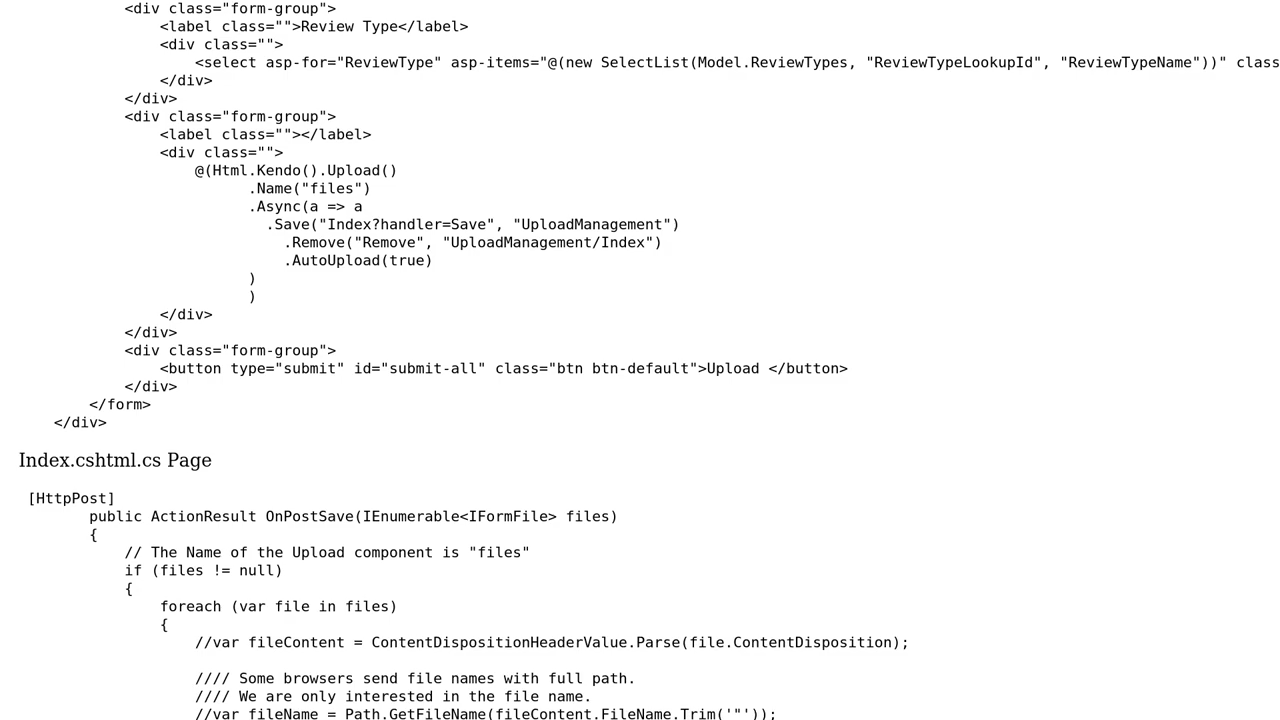 <div class="form-group">
<label class="">Review Type</label>
<div class="">
<select asp-for="ReviewType" asp-items="@(new SelectList(Model.ReviewTypes, "ReviewTypeLookupId", "ReviewTypeName"))" class
</div>
</div>
<div class="form-group">
<label class=""></label>
<div class="">
@(Html.Kendo().Upload()
.Name("files")
.Async(a => a
.Save("Index?handler=Save", "UploadManagement")
.Remove("Remove", "UploadManagement/Index")
.AutoUpload(true)
)
)
</div>
</div>
<div class="form-group">
<button type="submit" id="submit-all" class="btn btn-default">Upload </button>
</div>
</form>
</div>
Index.cshtml.cs Page
[HttpPost]
public ActionResult OnPostSave(IEnumerable<IFormFile> files)
{
// The Name of the Upload component is "files"
if (files != null)
{
foreach (var file in files)
{
//var fileContent = ContentDispositionHeaderValue.Parse(file.ContentDisposition);
//// Some browsers send file names with full path.
//// We are only interested in the file name.
//var fileName = Path.GetFileName(fileContent.FileName.Trim('"'));